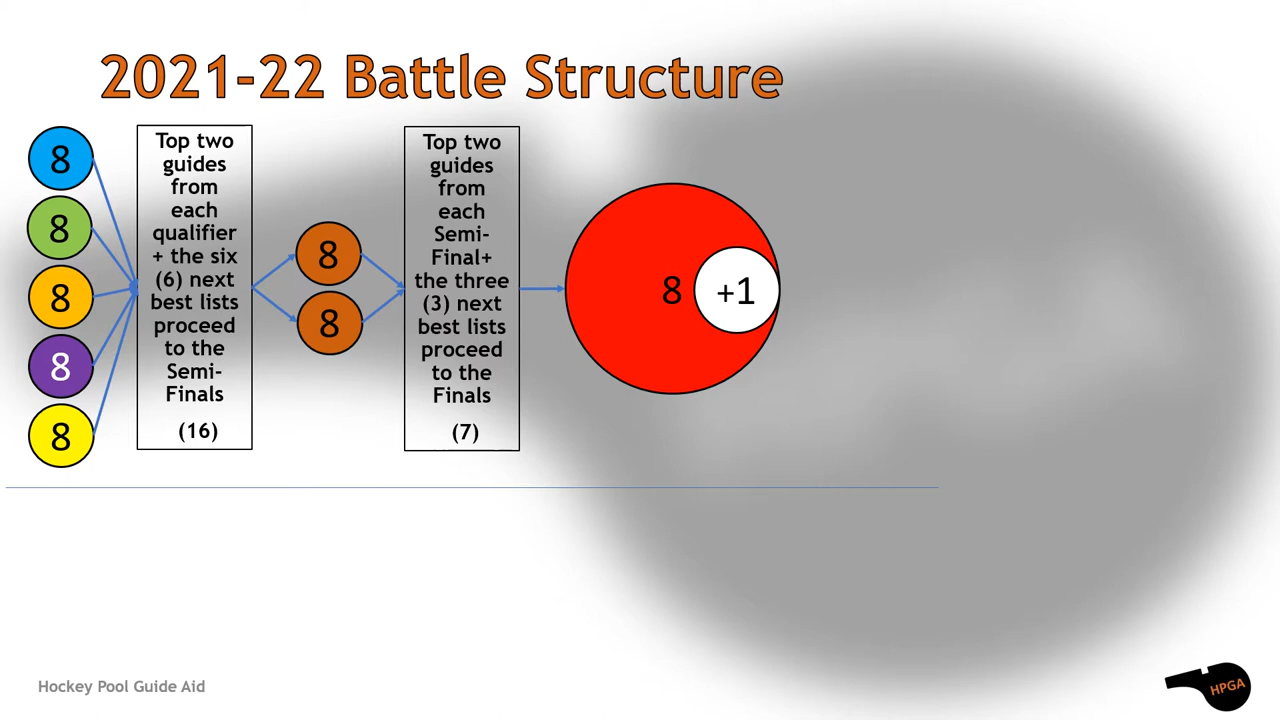 2021-22 Battle Structure
8
8
8
8
8
Top two
guides
from
each
qualifier
+ the six
(6) next
best lists
proceed
to the
Semi-
Finals
(16)
8
8
Top two
guides
from
each
Semi-
Final+
the three
(3) next
best lists
proceed
to the
Finals
(7)
8
+1
Hockey Pool Guide Aid
HPGA